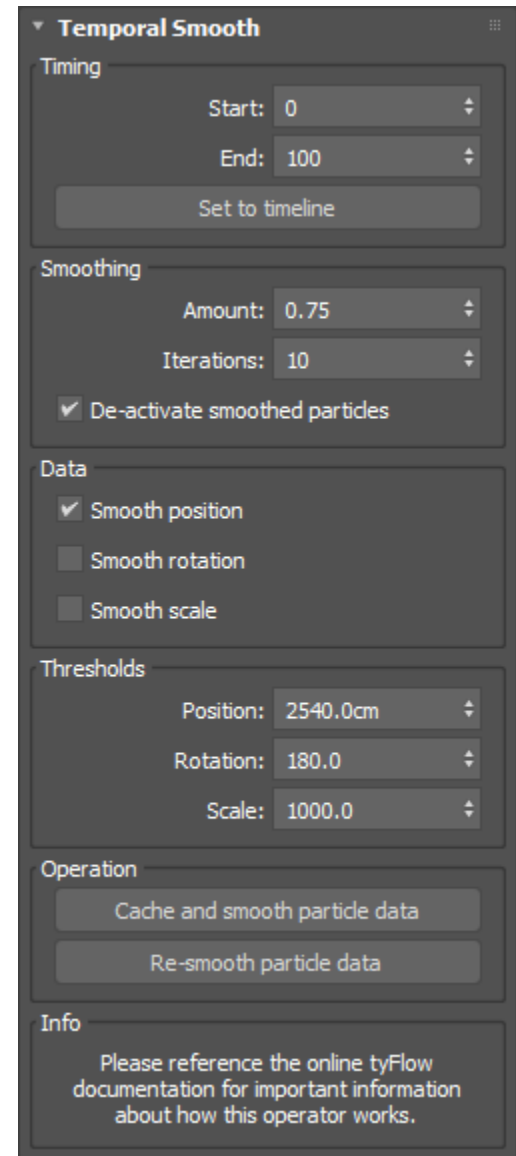 Temporal Smooth
Timing
Start: 0
End: 100
Set to timeline
Smoothing
Amount: 0.75
Iterations: 10
De-activate smoothed particles
Data
Smooth position
Smooth rotation
Smooth scale
Thresholds
Position: 2540.0cm
Rotation: 180.0
Scale: 1000.0
Operation
Cache and smooth particle data
Re-smooth particle data
Info
Please reference the online tyFlow
documentation for important information
about how this operator works.